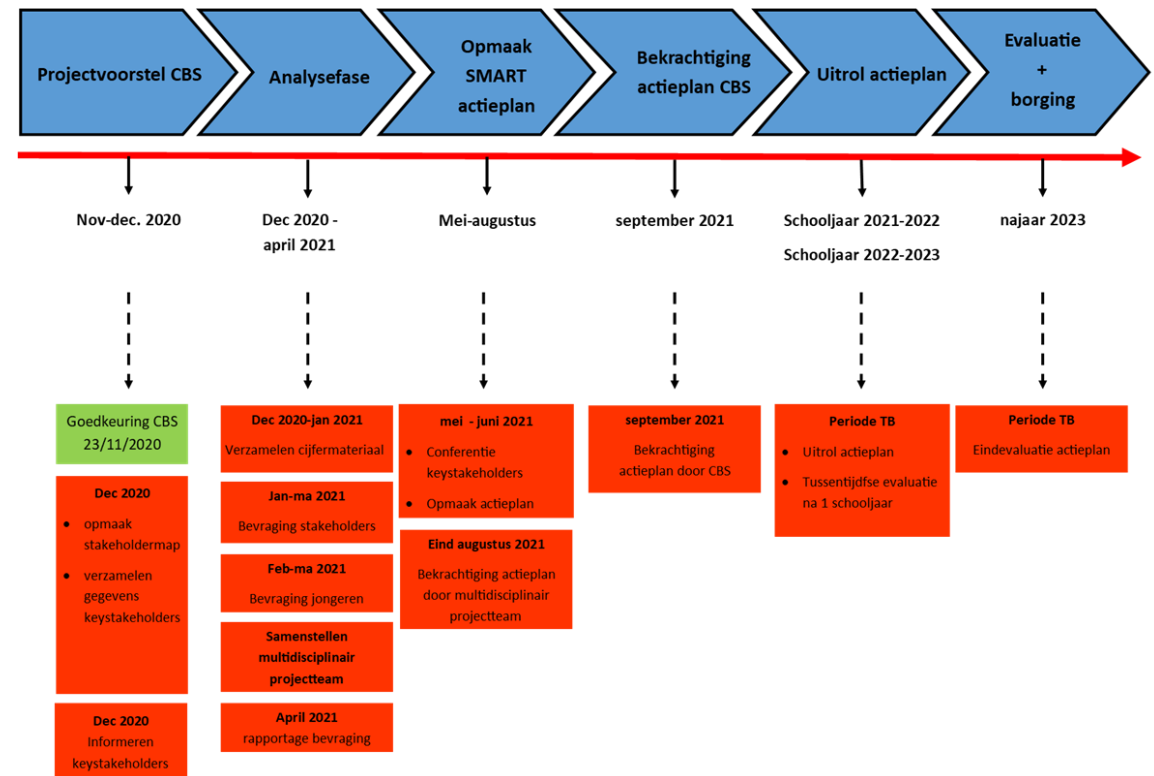 Projectvoorstel CBS
Analysefase
Opmaak
SMART
actieplan
Bekrachtiging
actieplan CBS
Uitrol actieplan
Evaluatie
+
borging
Nov-dec. 2020
Dec 2020 -
april 2021
Mei-augustus
september 2021
Schooljaar 2021-2022
Schooljaar 2022-2023
najaar 2023
Goedkeuring CBS
23/11/2020
Dec 2020
• opmaak
stakeholdermap
• verzamelen
gegevens
keystakeholders
Dec 2020
Informeren
keystakeholders
Dec 2020-jan 2021
Verzamelen cijfermateriaal
Jan-ma 2021
Bevraging stakeholders
Feb-ma 2021
Bevraging jongeren
Samenstellen
multidisciplinair
projectteam
April 2021
rapportage bevraging
mei - juni 2021
• Conferentie
keystakeholders
• Opmaak actieplan
Eind augustus 2021
Bekrachtiging actieplan
door multidisciplinair
projectteam
september 2021
Bekrachtiging
actieplan door CBS
Periode TB
• Uitrol actieplan
• Tussentijdfse evaluatie
na 1 schooljaar
Periode TB
Eindevaluatie actieplan